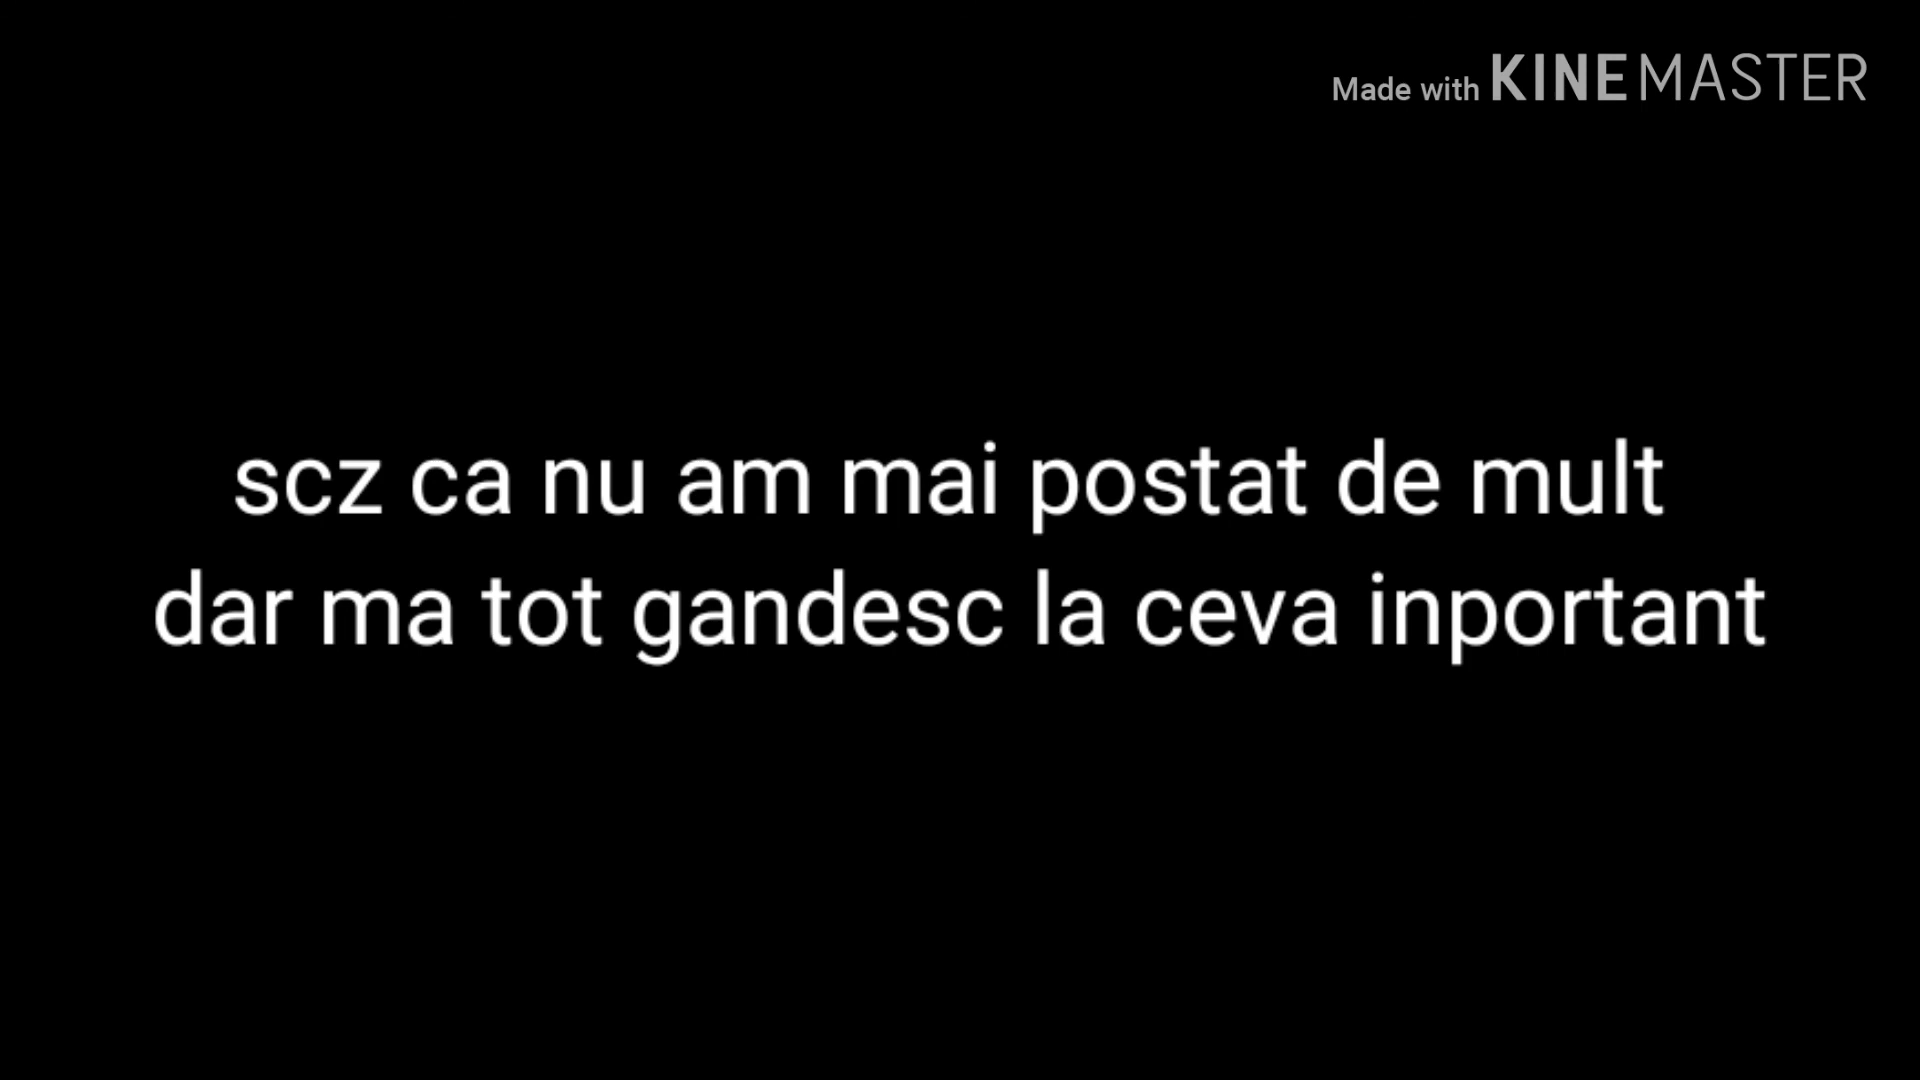 Made with KINEMASTER
scz ca nu am mai postat de mult
dar ma tot gandesc la ceva inportant